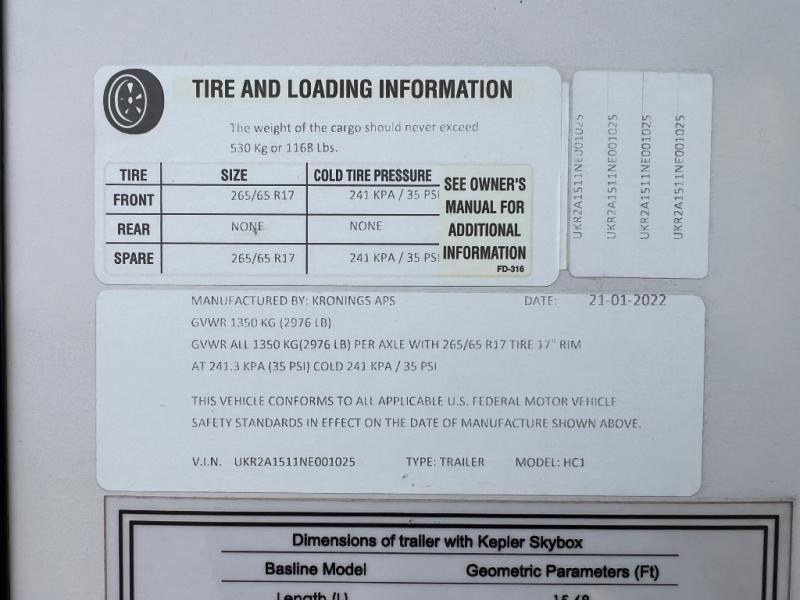 TIRE AND LOADING INFORMATION
The weight of the cargo should never exceed
530 Kg or 1168 Lbs.
TIRE SIZE COLD TIRE PRESSURE
FRONT 265/65 R17 241 KPA / 35 PSI
REAR NONE NONE
SPARE 265/65 R17 241 KPA / 35 PSI
SEE OWNER'S
MANUAL FOR
ADDITIONAL
INFORMATION
FD-316
UKR2A1511NE001025
UKR2A1511NE001025
UKR2A1511NE001025
UKR2A1511NE001025
MANUFACTURED BY: KRONINGS APS DATE: 21-01-2022
GVWR 1350 KG (2976 LB)
GVWR ALL 1350 KG(2976 LB) PER AXLE WITH 265/65 R17 TIRE 17" RIM
AT 241.3 KPA (35 PSI) COLD 241 KPA / 35 PSI
THIS VEHICLE CONFORMS TO ALL APPLICABLE U.S. FEDERAL MOTOR VEHICLE
SAFETY STANDARDS IN EFFECT ON THE DATE OF MANUFACTURE SHOWN ABOVE.
V.I.N. UKR2A1511NE001025 TYPE: TRAILER MODEL: HC1
Dimensions of trailer with Kepler Skybox
Basline Model Geometric Parameters (Ft)
Length (L)